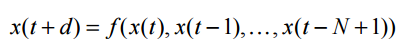 x(t + d) = f(x(t), x(t − 1), …, x(t − N + 1))